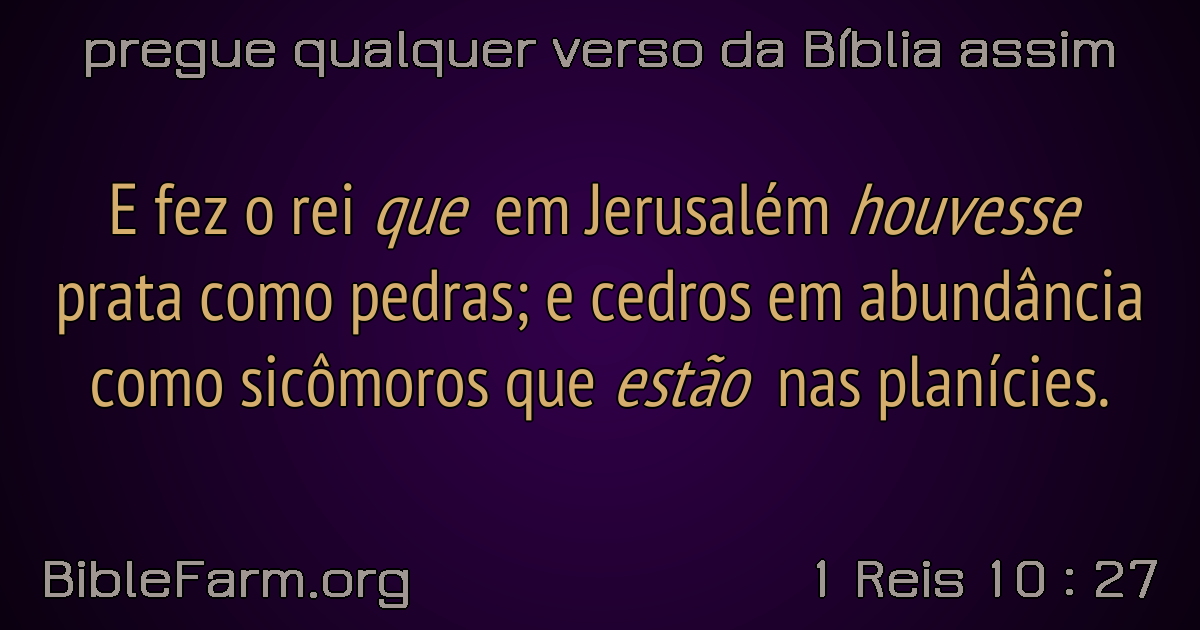 pregue qualquer verso da Bíblia assim
E fez o rei que em Jerusalém houvesse
prata como pedras; e cedros em abundância
como sicômoros que estão nas planícies.
BibleFarm.org
1 Reis 10 : 27